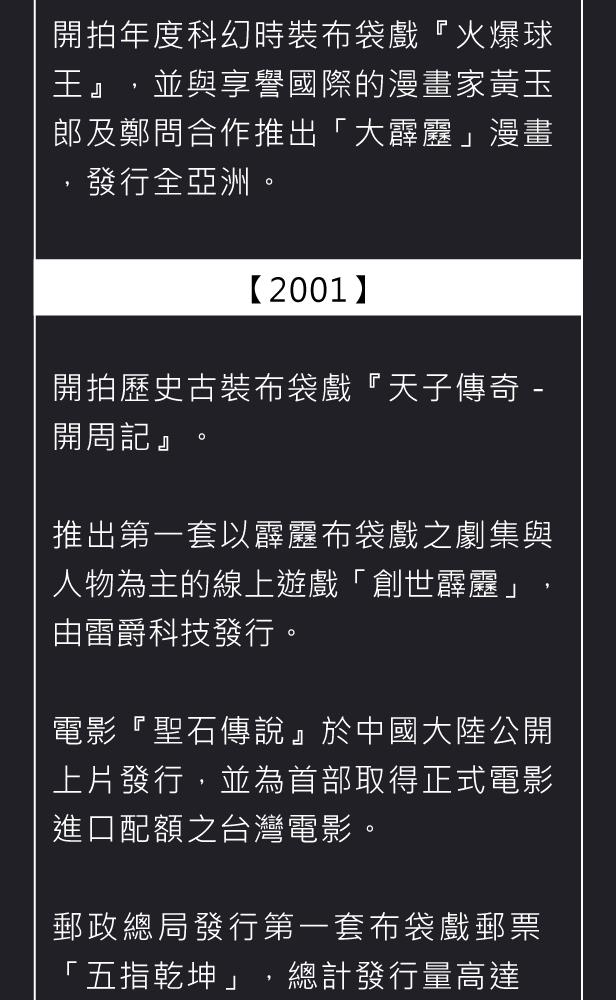 開拍年度科幻時裝布袋戲『火爆球
王』，並與享譽國際的漫畫家黃玉
郎及鄭問合作推出「大霹靂」漫畫
，發行全亞洲。
【2001】
開拍歷史古裝布袋戲『天子傳奇 -
開周記』。
推出第一套以霹靂布袋戲之劇集與
人物為主的線上遊戲「創世霹靂」，
由雷爵科技發行。
電影『聖石傳說』於中國大陸公開
上片發行，並為首部取得正式電影
進口配額之台灣電影。
郵政總局發行第一套布袋戲郵票
「五指乾坤」，總計發行量高達